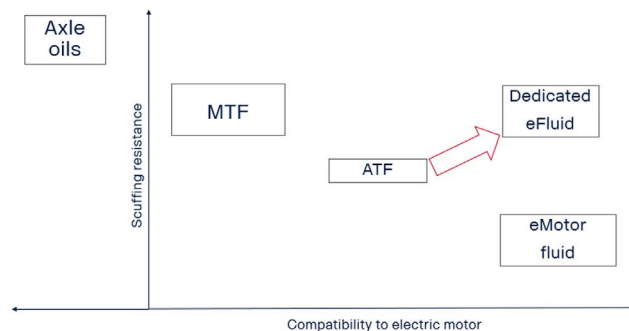 Axle
oils
MTF
Dedicated
eFluid
ATF
eMotor
fluid
Scuffing resistance
Compatibility to electric motor